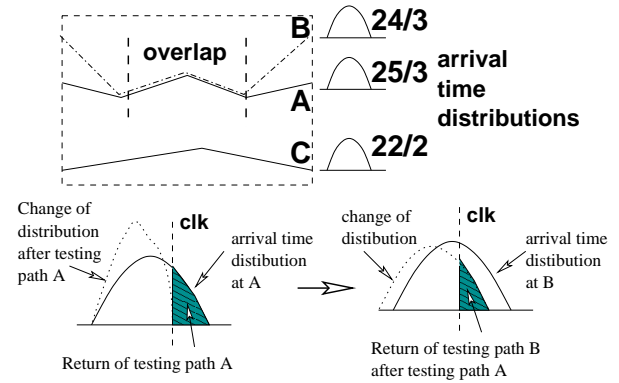 B 24/3
overlap
arrival
25/3
time
A
distributions
C 22/2
Change of
distribution
after testing
path A
clk
arrival time
distibution
at A
Return of testing path A
change of
distibution
clk
arrival time
distibution
at B
Return of testing path B
after testing path A